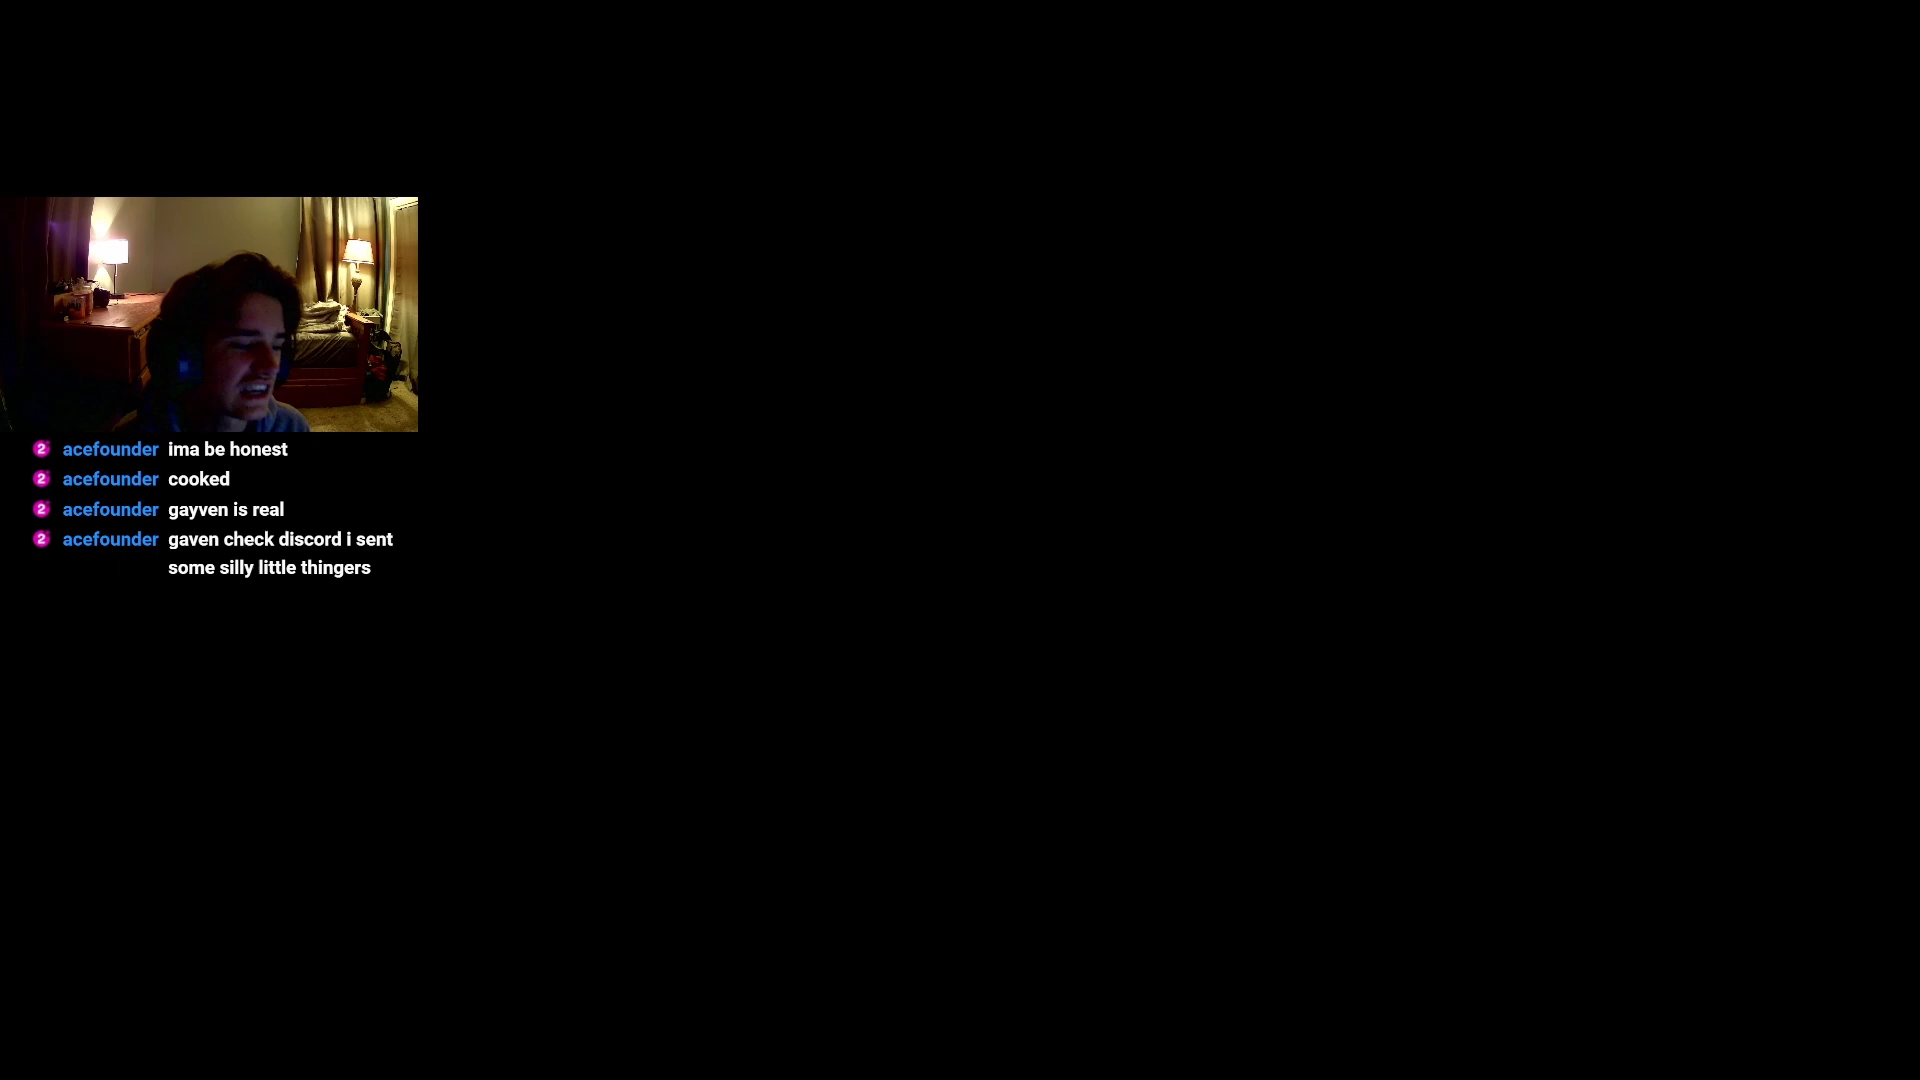 2 acefounder ima be honest
2 acefounder cooked
2 acefounder gayven is real
2 acefounder gaven check discord i sent
some silly little thingers